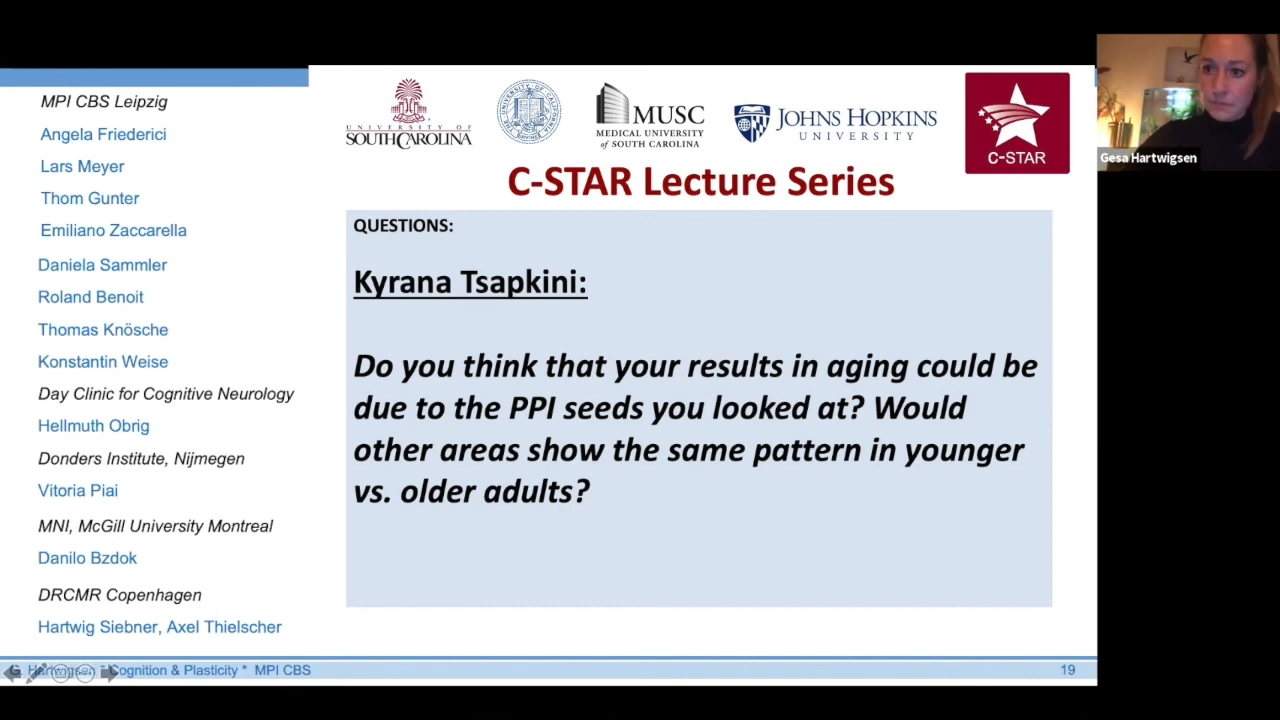 MPI CBS Leipzig
Angela Friederici
Lars Meyer
Thom Gunter
Emiliano Zaccarella
Daniela Sammler
Roland Benoit
Thomas Knösche
Konstantin Weise
Day Clinic for Cognitive Neurology
Hellmuth Obrig
Donders Institute, Nijmegen
Vitoria Piai
MNI, McGill University Montreal
Danilo Bzdok
DRCMR Copenhagen
Hartwig Siebner, Axel Thielscher
UNIVERSITY OF
SOUTH CAROLINA
MUSC
MEDICAL UNIVERSITY
of SOUTH CAROLINA
JOHNS HOPKINS
UNIVERSITY
C-STAR
C-STAR Lecture Series
QUESTIONS:
Kyrana Tsapkini:
Do you think that your results in aging could be
due to the PPI seeds you looked at? Would
other areas show the same pattern in younger
vs. older adults?
G. Hartwigsen * Cognition & Plasticity * MPI CBS
19
Gesa Hartwigsen